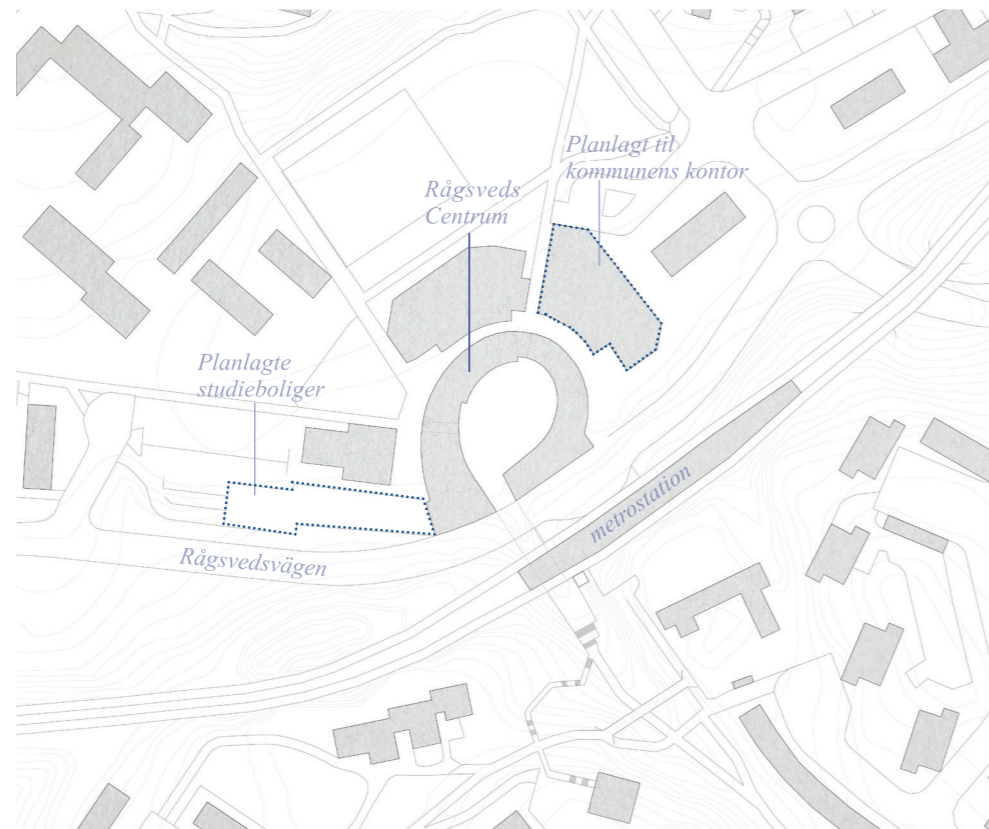 Planlagt til
kommunens kontor
Rågsveds
Centrum
Planlagte
studieboliger
metrostation
Rågsvedsvägen